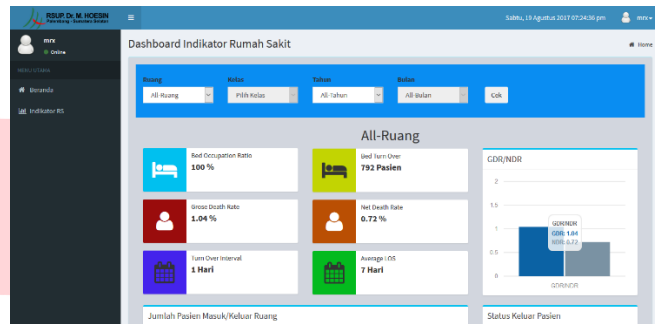 RSUP. Dr. M. HOESIN
Palembang - Sumatera Selatan
Sabtu, 19 Agustus 2017 07:24:36 pm
mrx
mrx
Online
MENU UTAMA
Beranda
Indikator RS
Dashboard Indikator Rumah Sakit
Home
Ruang
Kelas
Tahun
Bulan
All-Ruang
Pilih Kelas
All-Tahun
All-Bulan
Cek
All-Ruang
Bed Occupation Ratio
100 %
Bed Turn Over
792 Pasien
Gross Death Rate
1.04 %
Net Death Rate
0.72 %
Turn Over Interval
1 Hari
Average LOS
7 Hari
GDR/NDR
2
1.5
1
0.5
0
GDR/NDR
GDR: 1.04
NDR: 0.72
GDR/NDR
Jumlah Pasien Masuk/Keluar Ruang
Status Keluar Pasien